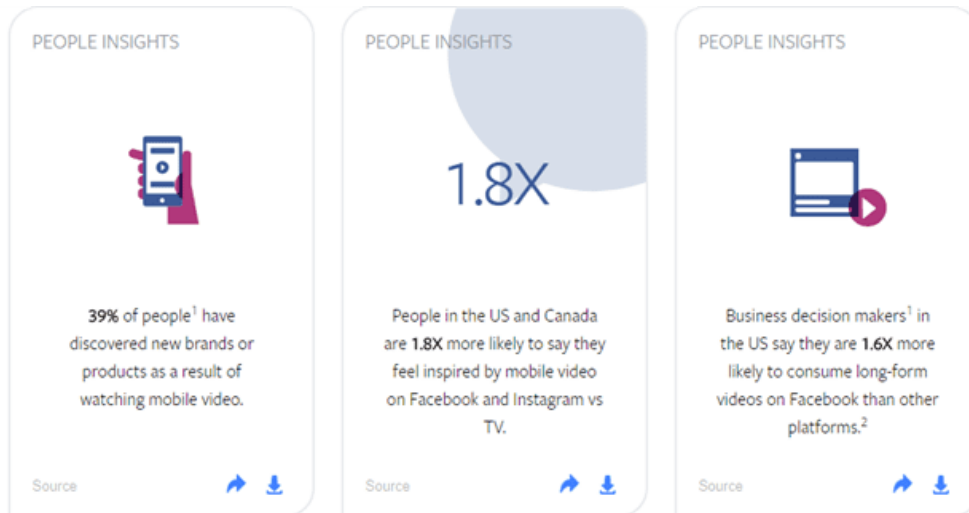 PEOPLE INSIGHTS
39% of people¹ have
discovered new brands or
products as a result of
watching mobile video.
Source
PEOPLE INSIGHTS
1.8X
People in the US and Canada
are 1.8X more likely to say they
feel inspired by mobile video
on Facebook and Instagram vs
TV.
Source
PEOPLE INSIGHTS
Business decision makers¹ in
the US say they are 1.6X more
likely to consume long-form
videos on Facebook than other
platforms.²
Source